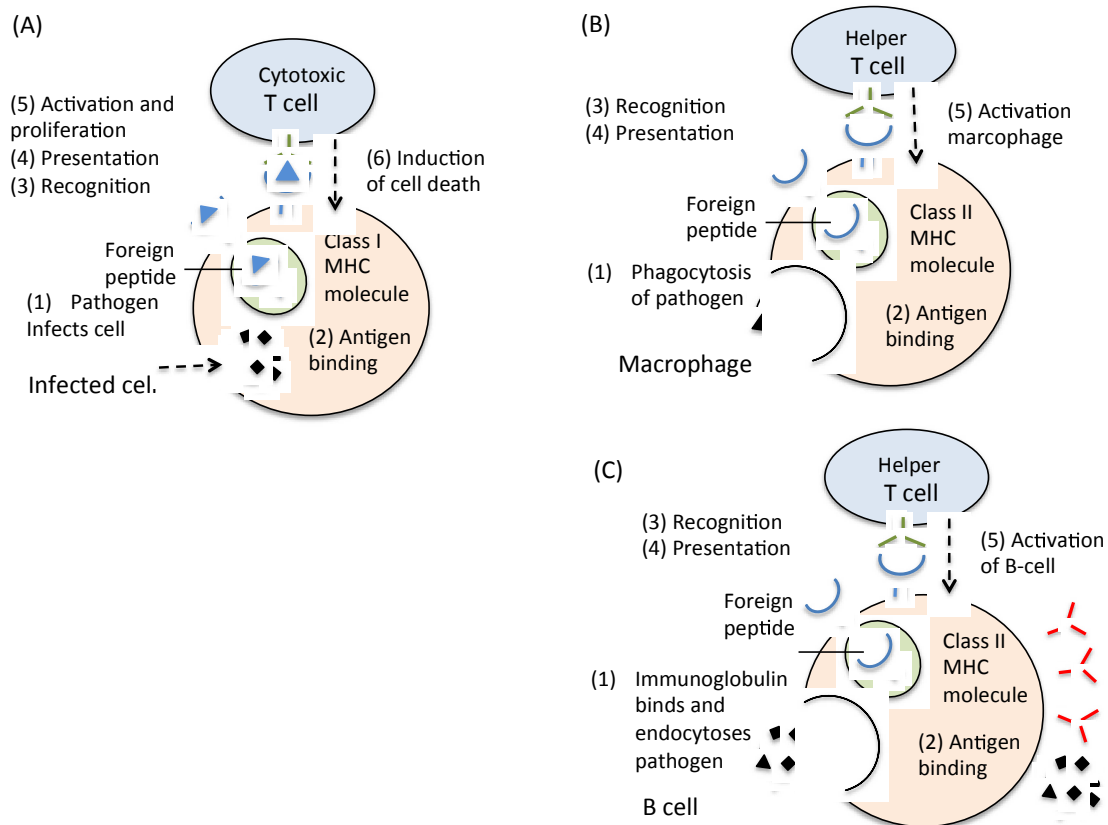 (A)
Cytotoxic
T cell
(5) Activation and
proliferation
(4) Presentation
(3) Recognition
(6) Induction
of cell death
Foreign
peptide
Class I
MHC
molecule
(1) Pathogen
Infects cell
(2) Antigen
binding
Infected cel.
(B)
Helper
T cell
(3) Recognition
(4) Presentation
(5) Activation
marcophage
Foreign
peptide
Class II
MHC
molecule
(1) Phagocytosis
of pathogen
(2) Antigen
binding
Macrophage
(C)
Helper
T cell
(3) Recognition
(4) Presentation
(5) Activation
of B-cell
Foreign
peptide
Class II
MHC
molecule
(1) Immunoglobulin
binds and
endocytoses
pathogen
(2) Antigen
binding
B cell